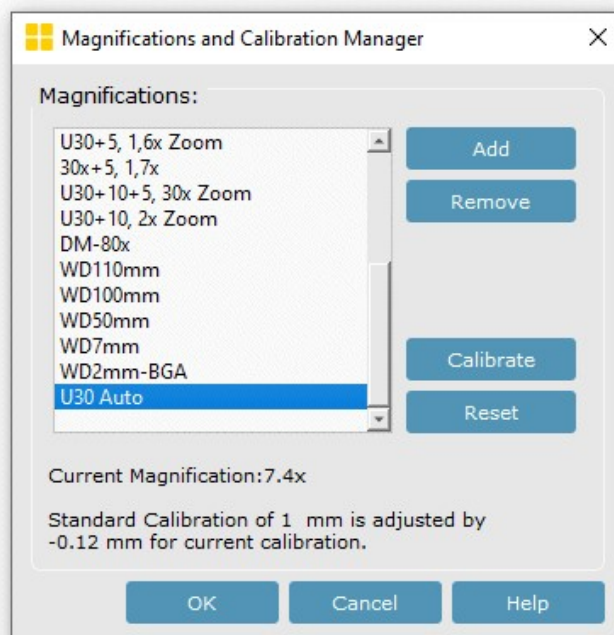 Magnifications and Calibration Manager
Magnifications:
U30+5, 1,6x Zoom
30x+5, 1,7x
U30+10+5, 30x Zoom
U30+10, 2x Zoom
DM-80x
WD110mm
WD100mm
WD50mm
WD7mm
WD2mm-BGA
U30 Auto
Add
Remove
Calibrate
Reset
Current Magnification:7.4x
Standard Calibration of 1  mm is adjusted by
-0.12 mm for current calibration.
OK
Cancel
Help